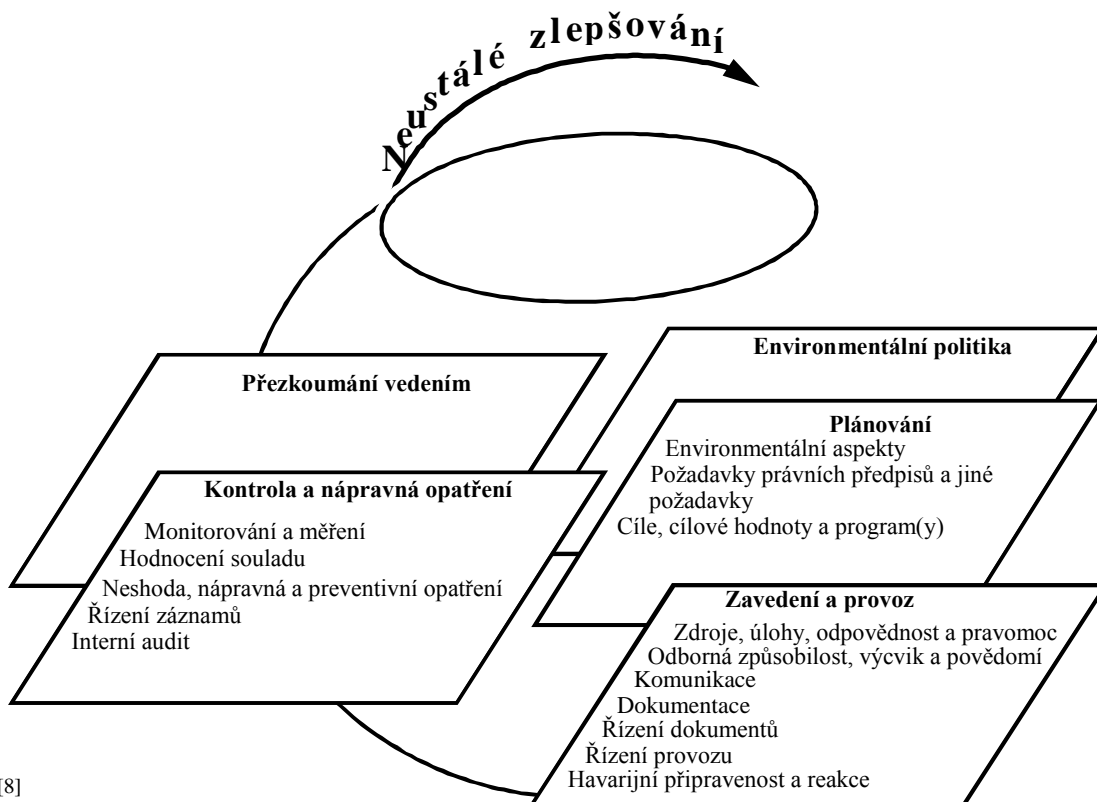 Neustálé zlepšování
Environmentální politika
Plánování
Environmentální aspekty
Požadavky právních předpisů a jiné
požadavky
Cíle, cílové hodnoty a program(y)
Zavedení a provoz
Zdroje, úlohy, odpovědnost a pravomoc
Odborná způsobilost, výcvik a povědomí
Komunikace
Dokumentace
Řízení dokumentů
Řízení provozu
Havarijní připravenost a reakce
Přezkoumání vedením
Kontrola a nápravná opatření
Monitorování a měření
Hodnocení souladu
Neshoda, nápravná a preventivní opatření
Řízení záznamů
Interní audit
[8]